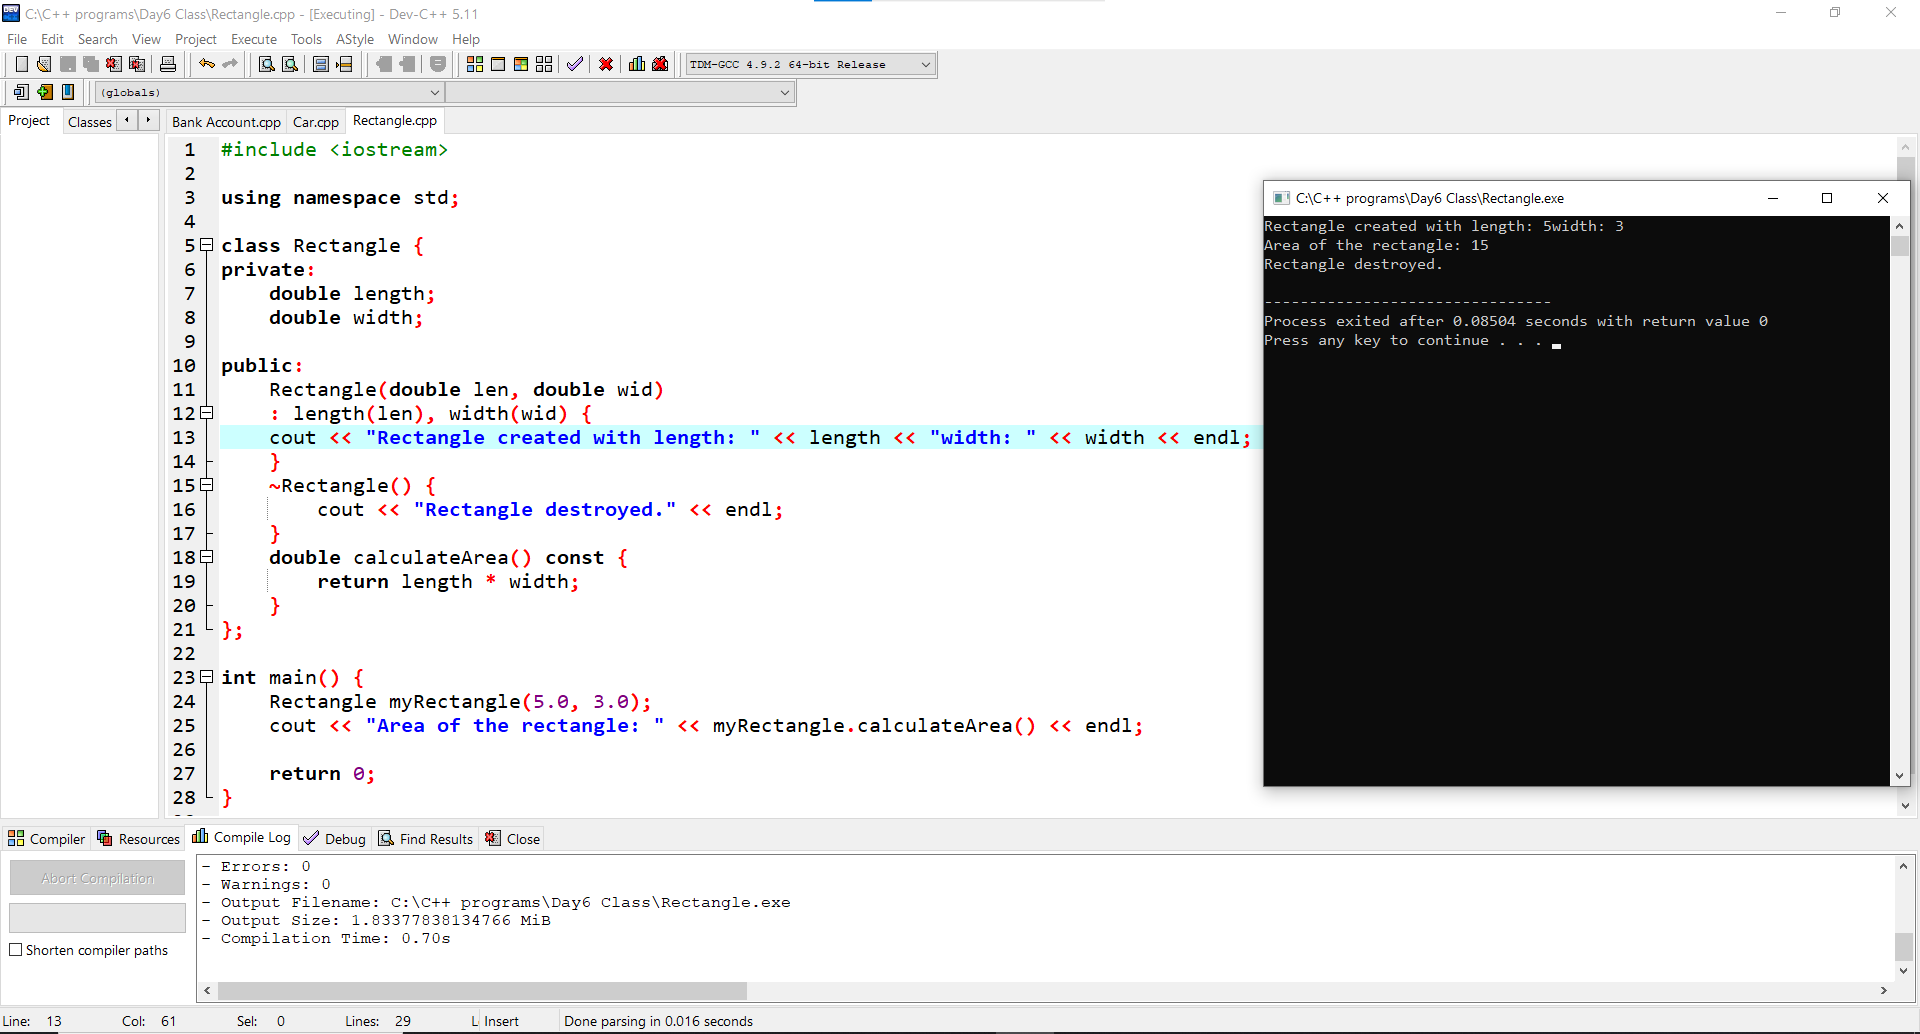 C:\C++ programs\Day6 Class\Rectangle.cpp - [Executing] - Dev-C++ 5.11
File Edit Search View Project Execute Tools AStyle Window Help
TDM-GCC 4.9.2 64-bit Release
(globals)
Project Classes Bank Account.cpp Car.cpp Rectangle.cpp
1 #include <iostream>
2
3 using namespace std;
4
5 class Rectangle {
6 private:
7 double length;
8 double width;
9
10 public:
11 Rectangle(double len, double wid)
12 : length(len), width(wid) {
13 cout << "Rectangle created with length: " << length << "width: " << width << endl;
14 }
15 ~Rectangle() {
16 cout << "Rectangle destroyed." << endl;
17 }
18 double calculateArea() const {
19 return length * width;
20 }
21 };
22
23 int main() {
24 Rectangle myRectangle(5.0, 3.0);
25 cout << "Area of the rectangle: " << myRectangle.calculateArea() << endl;
26
27 return 0;
28 }
C:\C++ programs\Day6 Class\Rectangle.exe
Rectangle created with length: 5width: 3
Area of the rectangle: 15
Rectangle destroyed.
--------------------------------
Process exited after 0.08504 seconds with return value 0
Press any key to continue . . .
Compiler Resources Compile Log Debug Find Results Close
Abort Compilation
Shorten compiler paths
- Errors: 0
- Warnings: 0
- Output Filename: C:\C++ programs\Day6 Class\Rectangle.exe
- Output Size: 1.83377838134766 MiB
- Compilation Time: 0.70s
Line: 13 Col: 61 Sel: 0 Lines: 29 L Insert Done parsing in 0.016 seconds